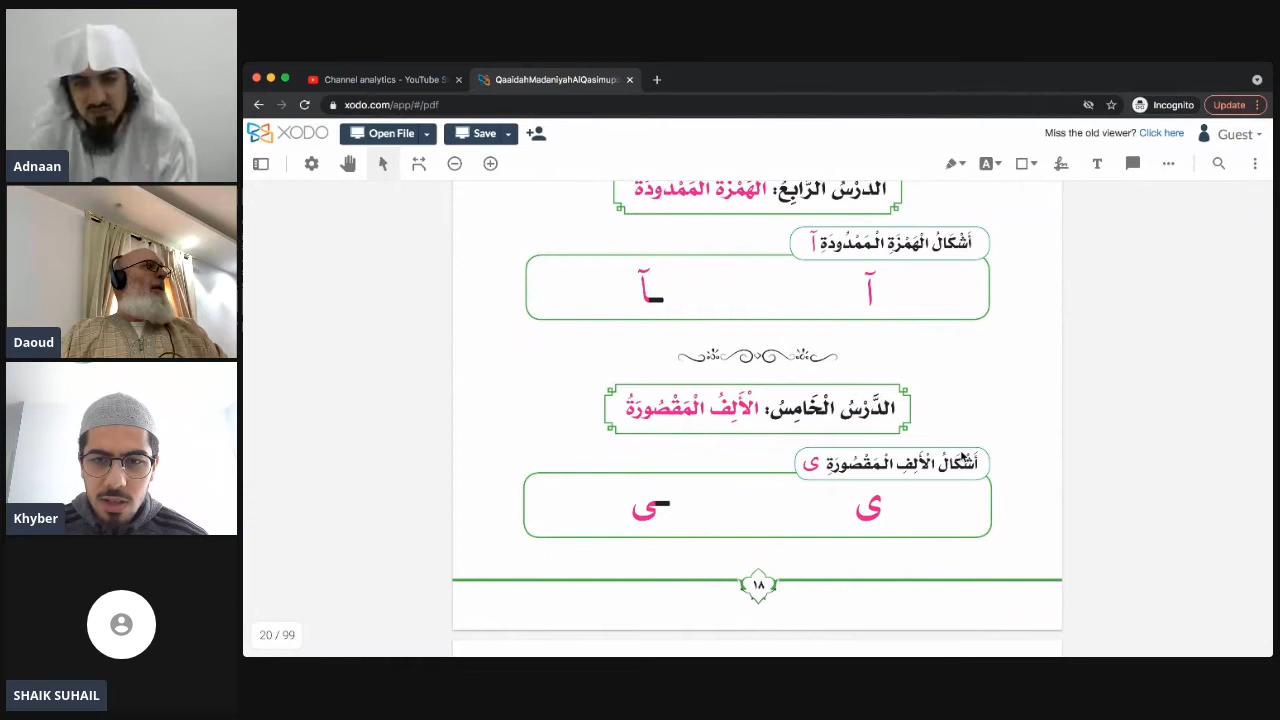 Adnaan
Daoud
Khyber
SHAIK SUHAIL
Channel analytics - YouTube S
QaaidahMadaniyahAlQasimup
xodo.com/app/#/pdf
Incognito
Update
XODO
Open File
Save
Miss the old viewer? Click here
Guest
الدَّرْسُ الرَّابِعُ: الْهَمْزَةُ الْمَمْدُودَةُ
أَشْكَالُ الْهَمْزَةِ الْمَمْدُودَةِ آ
آ ـآ
الدَّرْسُ الْخَامِسُ: الْأَلِفُ الْمَقْصُورَةُ
أَشْكَالُ الْأَلِفِ الْمَقْصُورَةِ ى
ى ـى
١٨
20 / 99